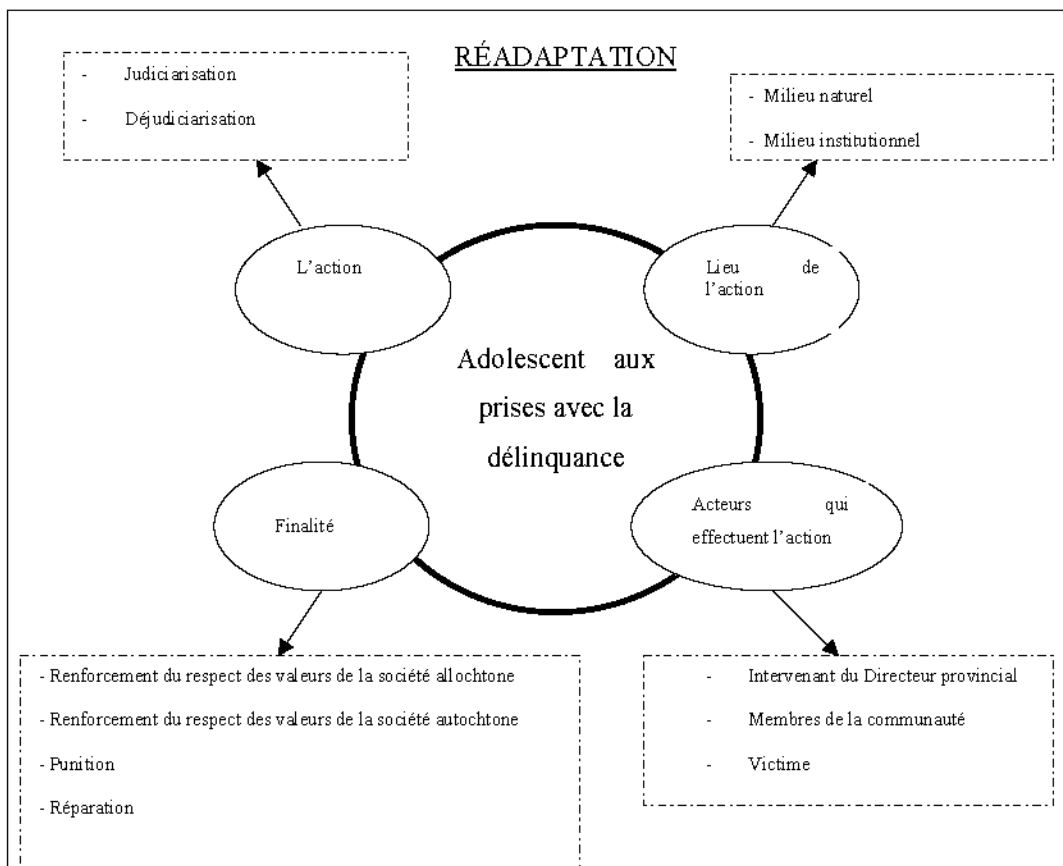 RÉADAPTATION
- Judiciarisation
- Déjudiciarisation
- Milieu naturel
- Milieu institutionnel
L'action
Lieu de
l'action
Adolescent aux
prises avec la
délinquance
Finalité
Acteurs qui
effectuent l'action
- Renforcement du respect des valeurs de la société allochtone
- Renforcement du respect des valeurs de la société autochtone
- Punition
- Réparation
- Intervenant du Directeur provincial
- Membres de la communauté
- Victime